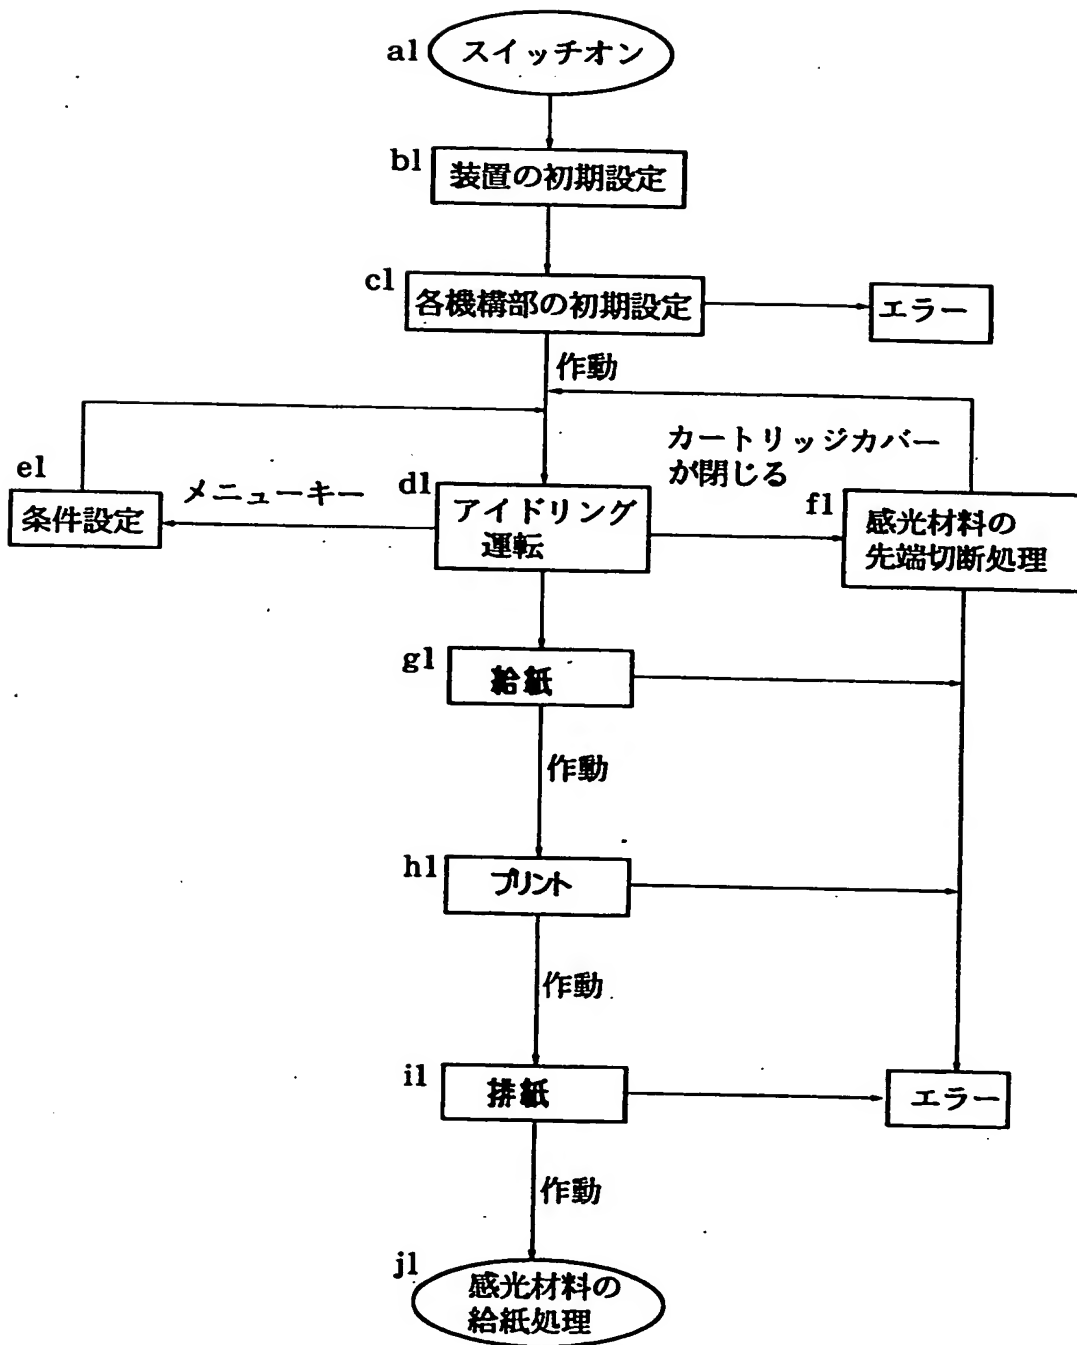 a1 スイッチオン
b1 装置の初期設定
c1 各機構部の初期設定
エラー
作動
カートリッジカバー
が閉じる
e1
条件設定
メニューキー
d1
アイドリング
運転
f1
感光材料の
先端切断処理
g1 給紙
作動
h1 プリント
作動
i1 排紙
エラー
作動
j1
感光材料の
給紙処理